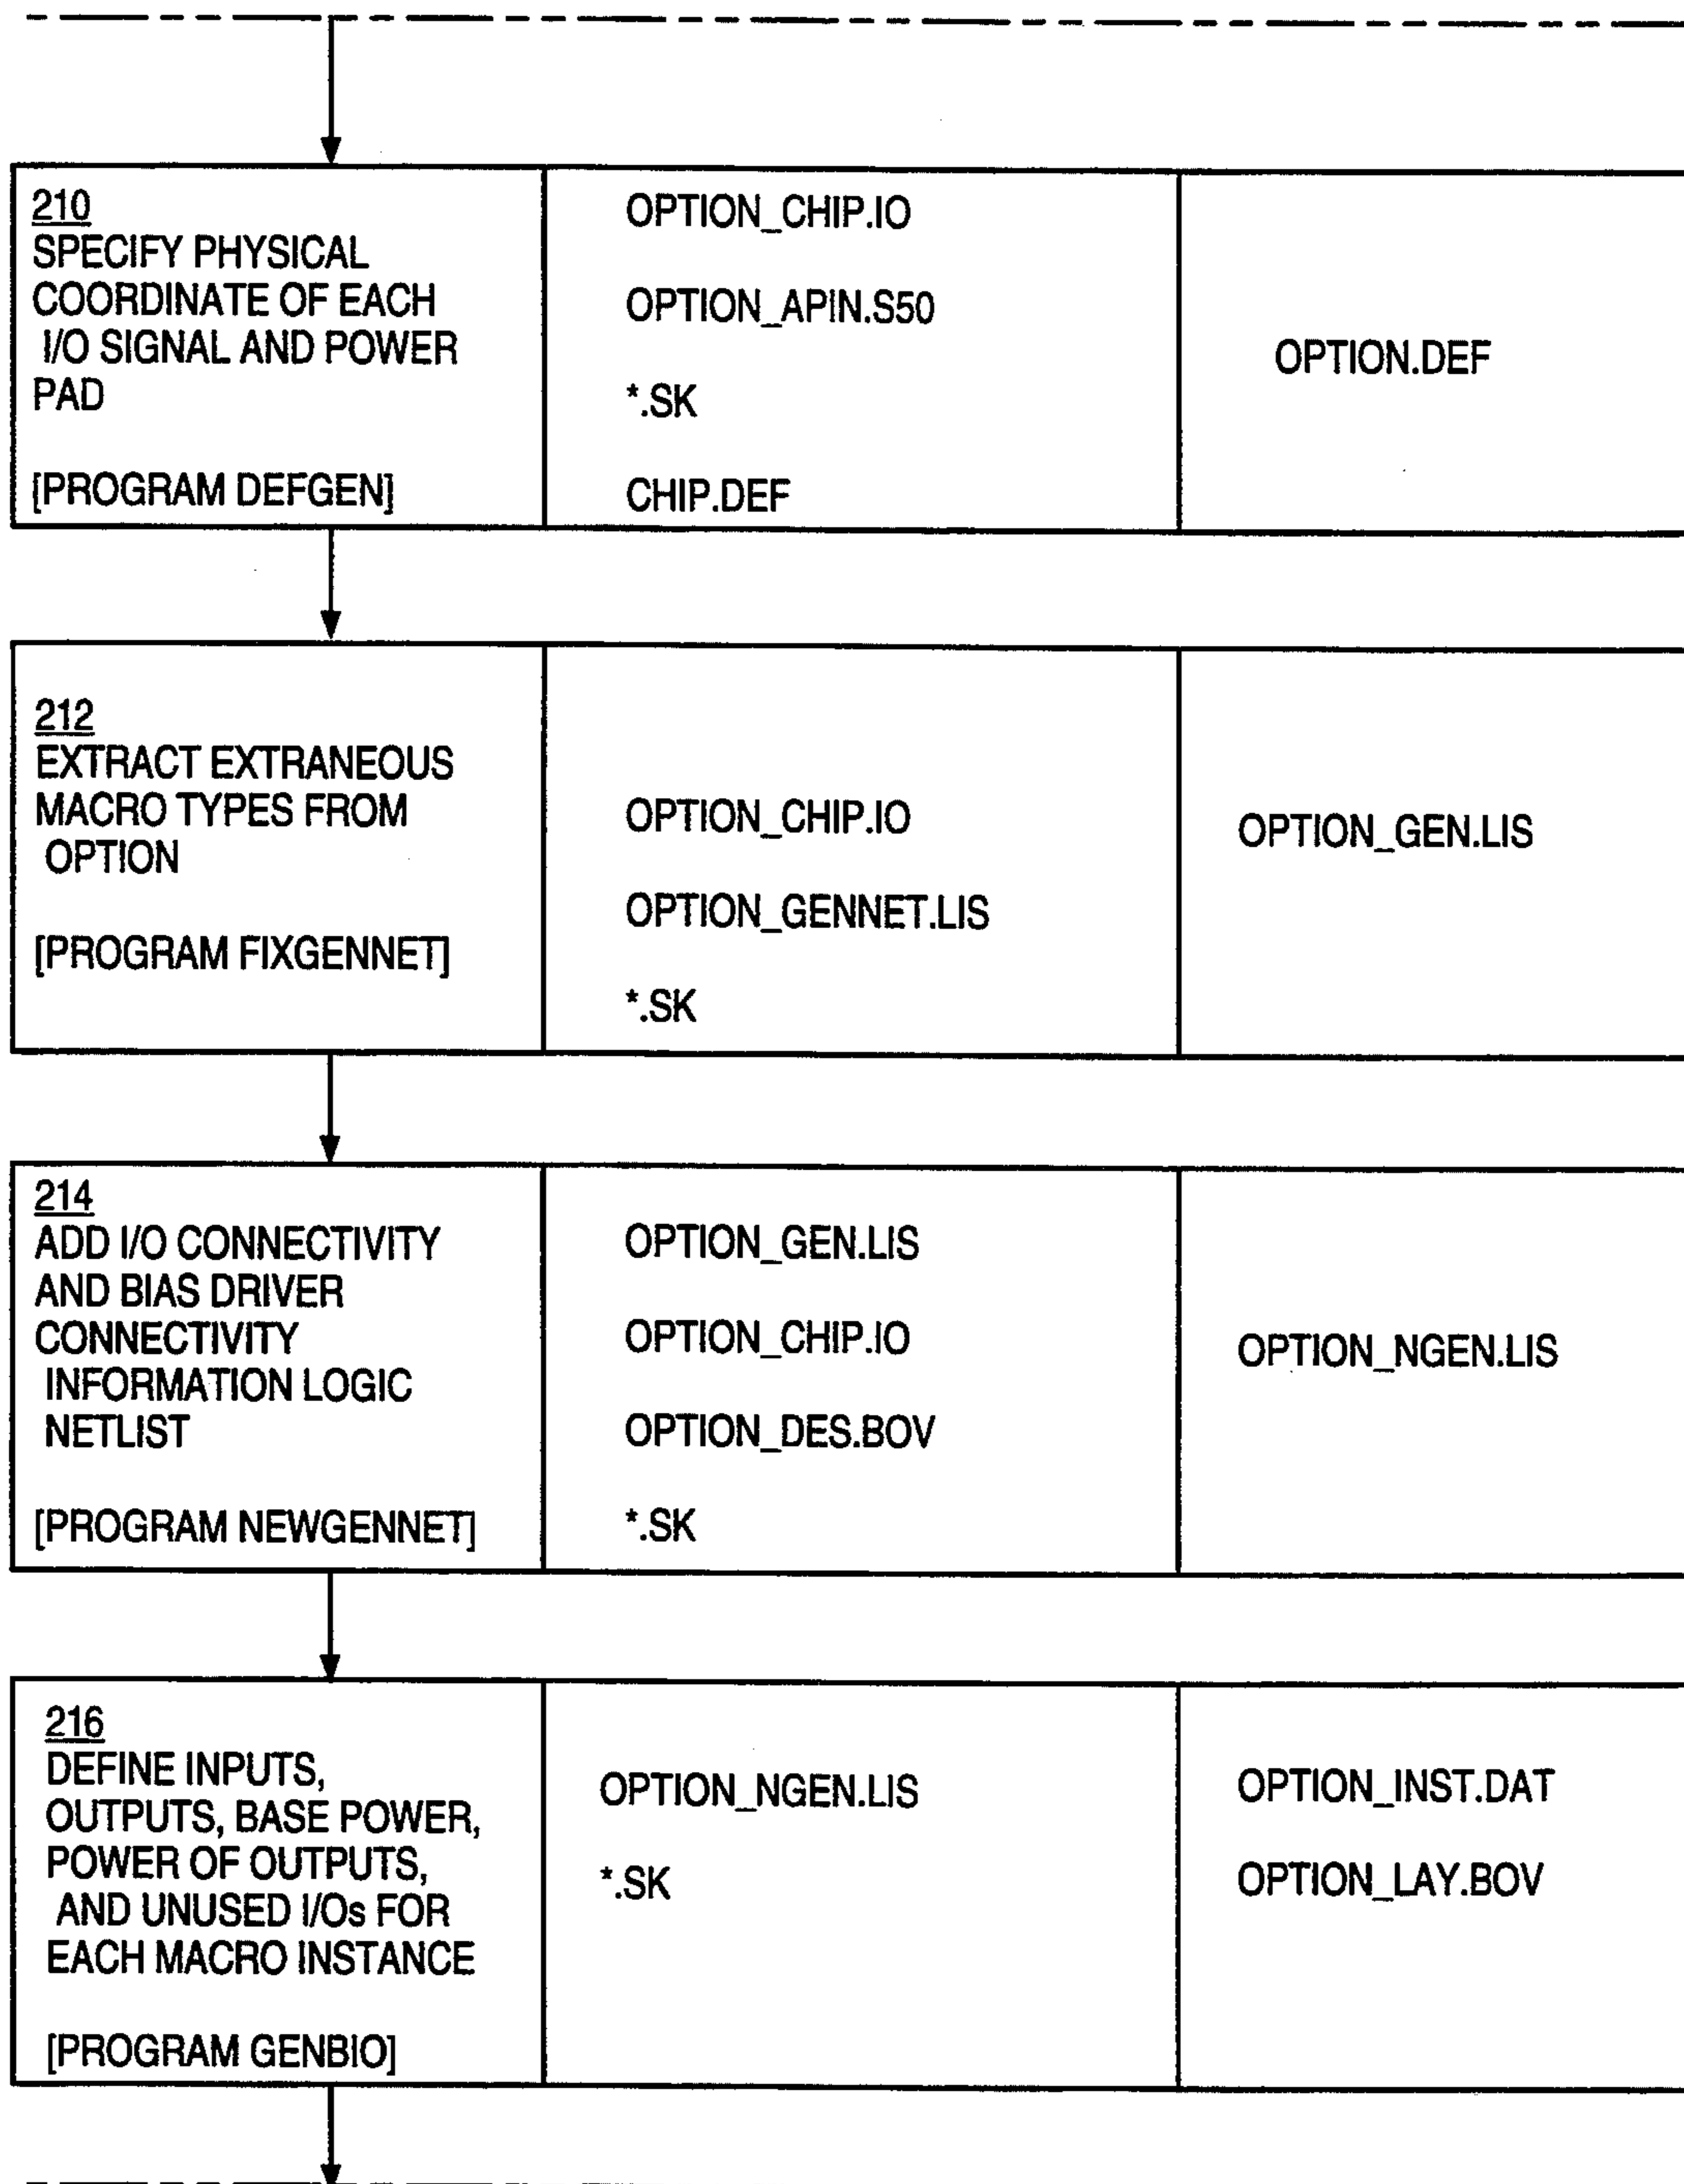 210
SPECIFY PHYSICAL
COORDINATE OF EACH
I/O SIGNAL AND POWER
PAD
[PROGRAM DEFGEN]
OPTION_CHIP.IO
OPTION_APIN.S50
*.SK
CHIP.DEF
OPTION.DEF
212
EXTRACT EXTRANEOUS
MACRO TYPES FROM
OPTION
[PROGRAM FIXGENNET]
OPTION_CHIP.IO
OPTION_GENNET.LIS
*.SK
OPTION_GEN.LIS
214
ADD I/O CONNECTIVITY
AND BIAS DRIVER
CONNECTIVITY
INFORMATION LOGIC
NETLIST
[PROGRAM NEWGENNET]
OPTION_GEN.LIS
OPTION_CHIP.IO
OPTION_DES.BOV
*.SK
OPTION_NGEN.LIS
216
DEFINE INPUTS,
OUTPUTS, BASE POWER,
POWER OF OUTPUTS,
AND UNUSED I/Os FOR
EACH MACRO INSTANCE
[PROGRAM GENBIO]
OPTION_NGEN.LIS
*.SK
OPTION_INST.DAT
OPTION_LAY.BOV